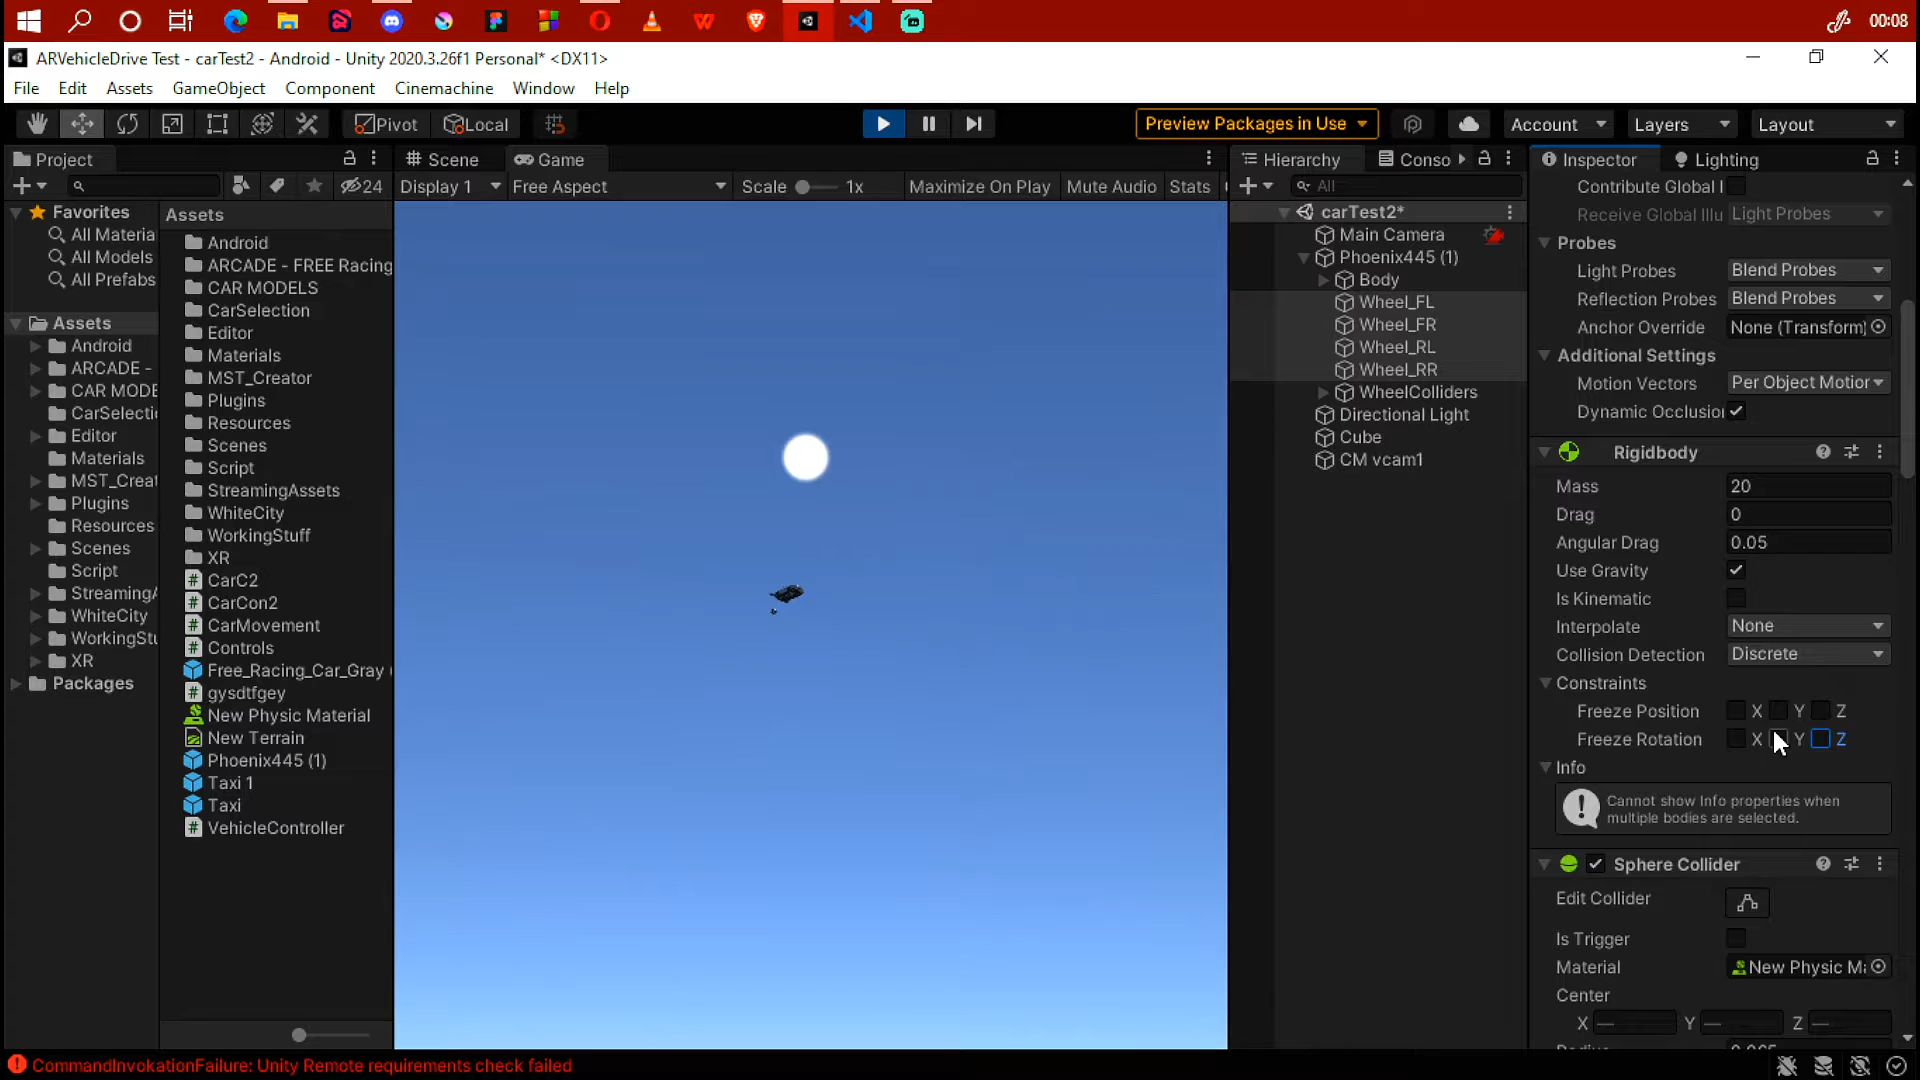 00:08
ARVehicleDrive Test - carTest2 - Android - Unity 2020.3.26f1 Personal* <DX11>
File Edit Assets GameObject Component Cinemachine Window Help
Pivot Local Preview Packages in Use Account Layers Layout
Project
24
Favorites
All Materia
All Models
All Prefabs
Assets
Android
ARCADE -
CAR MODE
CarSelectio
Editor
Materials
MST_Creat
Plugins
Resources
Scenes
Script
StreamingA
WhiteCity
WorkingStu
XR
Packages
Assets
Android
ARCADE - FREE Racing
CAR MODELS
CarSelection
Editor
Materials
MST_Creator
Plugins
Resources
Scenes
Script
StreamingAssets
WhiteCity
WorkingStuff
XR
CarC2
CarCon2
CarMovement
Controls
Free_Racing_Car_Gray (
gysdtfgey
New Physic Material
New Terrain
Phoenix445 (1)
Taxi 1
Taxi
VehicleController
Scene Game
Display 1 Free Aspect Scale 1x Maximize On Play Mute Audio Stats
Hierarchy Conso
All
carTest2*
Main Camera
Phoenix445 (1)
Body
Wheel_FL
Wheel_FR
Wheel_RL
Wheel_RR
WheelColliders
Directional Light
Cube
CM vcam1
Inspector Lighting
Contribute Global I
Receive Global Illu Light Probes
Probes
Light Probes Blend Probes
Reflection Probes Blend Probes
Anchor Override None (Transform)
Additional Settings
Motion Vectors Per Object Motior
Dynamic Occlusio
Rigidbody
Mass 20
Drag 0
Angular Drag 0.05
Use Gravity
Is Kinematic
Interpolate None
Collision Detection Discrete
Constraints
Freeze Position X Y Z
Freeze Rotation X Y Z
Info
Cannot show Info properties when
multiple bodies are selected.
Sphere Collider
Edit Collider
Is Trigger
Material New Physic Ma
Center
X — Y — Z —
CommandInvokationFailure: Unity Remote requirements check failed